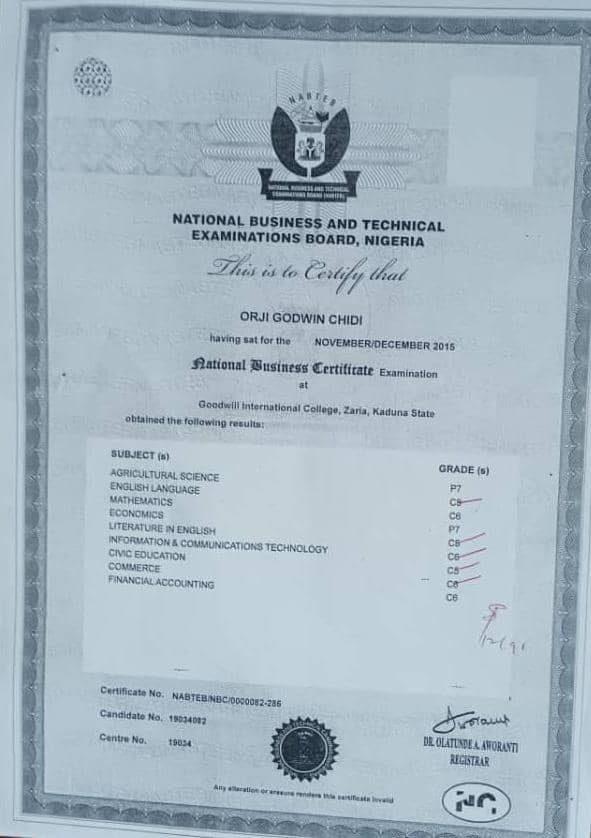 NABTEB
NATIONAL BUSINESS AND TECHNICAL
EXAMINATIONS BOARD (NABTEB)
NATIONAL BUSINESS AND TECHNICAL
EXAMINATIONS BOARD, NIGERIA
This is to Certify that
ORJI GODWIN CHIDI
having sat for the NOVEMBER/DECEMBER 2015
National Business Certificate Examination
at
Goodwill International College, Zaria, Kaduna State
obtained the following results:
SUBJECT (s) GRADE (s)
AGRICULTURAL SCIENCE P7
ENGLISH LANGUAGE
MATHEMATICS C6
ECONOMICS P7
LITERATURE IN ENGLISH
INFORMATION & COMMUNICATIONS TECHNOLOGY C6
CIVIC EDUCATION C5
COMMERCE C6
FINANCIAL ACCOUNTING C6
Certificate No. NABTEB/NBC/0000082-286
Candidate No. 19034082
Centre No. 19034
DR. OLATUNDE A. AWORANTI
REGISTRAR
Any alteration or erasure renders this certificate invalid